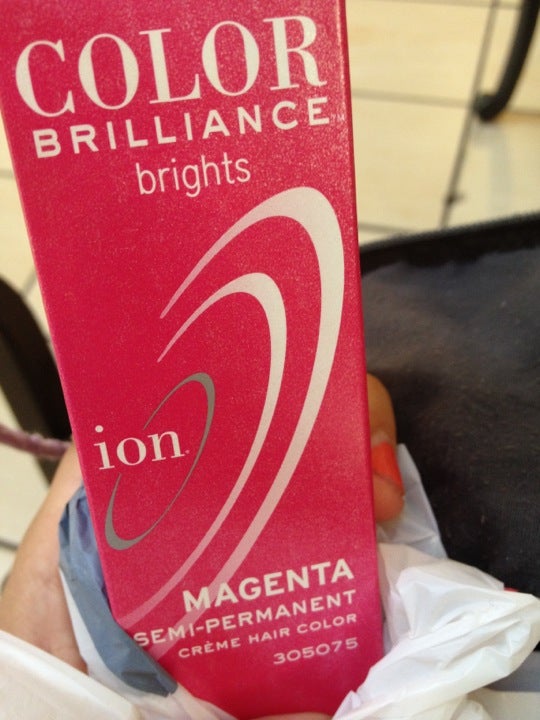 COLOR
BRILLIANCE
brights
ion
MAGENTA
SEMI-PERMANENT
CRÈME HAIR COLOR
305075